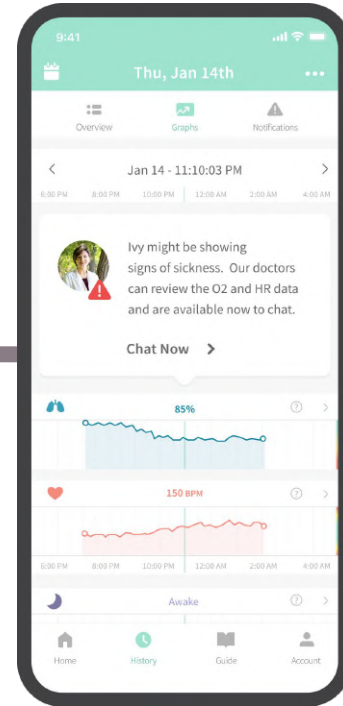 9:41
Thu, Jan 14th
Overview
Graphs
Notifications
Jan 14 - 11:10:03 PM
6:00 PM 8:00 PM 10:00 PM 12:00 AM 2:00 AM 4:00 AM
Ivy might be showing
signs of sickness. Our doctors
can review the O2 and HR data
and are available now to chat.
Chat Now
85%
150 BPM
6:00 PM 8:00 PM 10:00 PM 12:00 AM 2:00 AM 4:00 AM
Awake
Home
History
Guide
Account